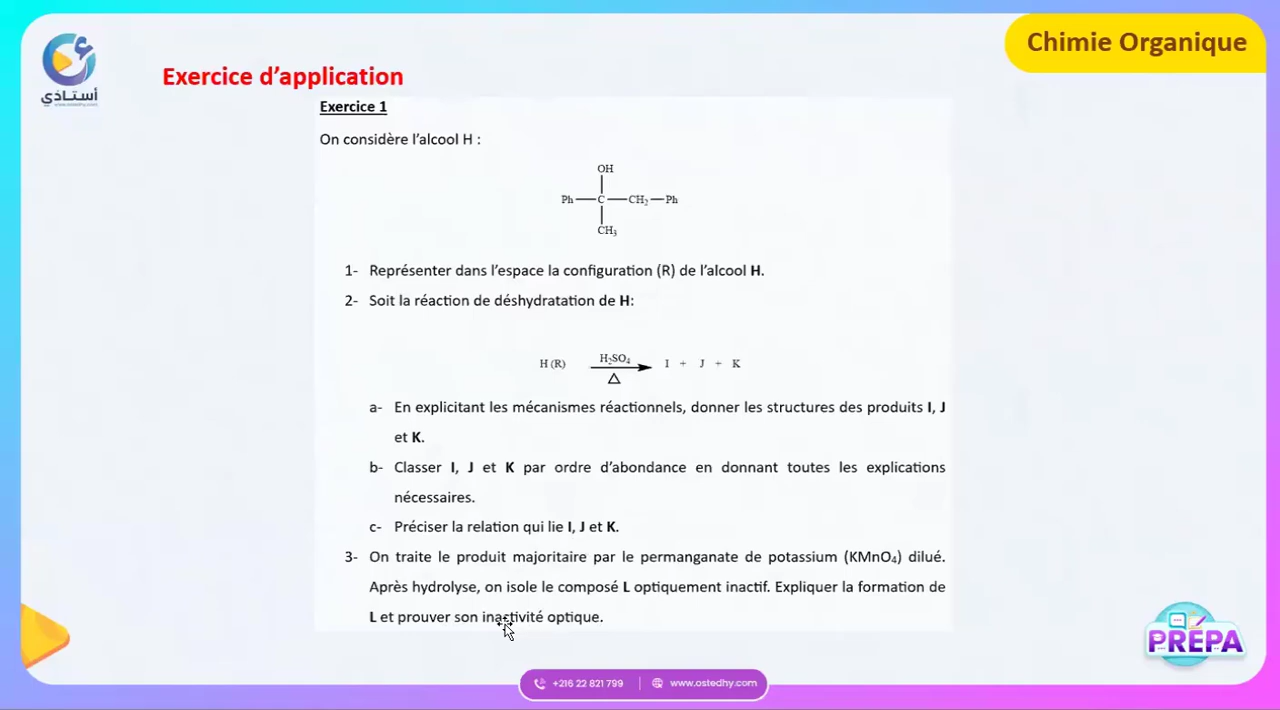 Chimie Organique
أستاذي
www.ostedhy.com
Exercice d'application
Exercice 1
On considère l'alcool H :
OH
Ph—C—CH₂—Ph
CH₃
1- Représenter dans l'espace la configuration (R) de l'alcool H.
2- Soit la réaction de déshydratation de H:
H₂SO₄
H (R) I + J + K
△
a- En explicitant les mécanismes réactionnels, donner les structures des produits I, J
et K.
b- Classer I, J et K par ordre d'abondance en donnant toutes les explications
nécessaires.
c- Préciser la relation qui lie I, J et K.
3- On traite le produit majoritaire par le permanganate de potassium (KMnO₄) dilué.
Après hydrolyse, on isole le composé L optiquement inactif. Expliquer la formation de
L et prouver son inactivité optique.
PRÉPA
+216 22 821 799 | www.ostedhy.com